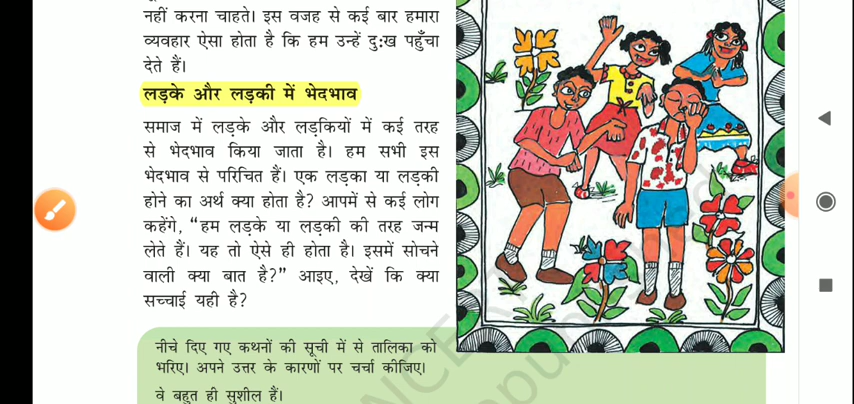 नहीं करना चाहते। इस वजह से कई बार हमारा
व्यवहार ऐसा होता है कि हम उन्हें दुःख पहुँचा
देते हैं।
लड़के और लड़की में भेदभाव
समाज में लड़के और लड़कियों में कई तरह
से भेदभाव किया जाता है। हम सभी इस
भेदभाव से परिचित हैं। एक लड़का या लड़की
होने का अर्थ क्या होता है? आपमें से कई लोग
कहेंगे, “हम लड़के या लड़की की तरह जन्म
लेते हैं। यह तो ऐसे ही होता है। इसमें सोचने
वाली क्या बात है?” आइए, देखें कि क्या
सच्चाई यही है?
नीचे दिए गए कथनों की सूची में से तालिका को
भरिए। अपने उत्तर के कारणों पर चर्चा कीजिए।
वे बहुत ही सुशील हैं।